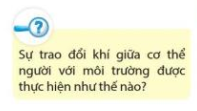 ?
Sự trao đổi khí giữa cơ thể
người với môi trường được
thực hiện như thế nào?